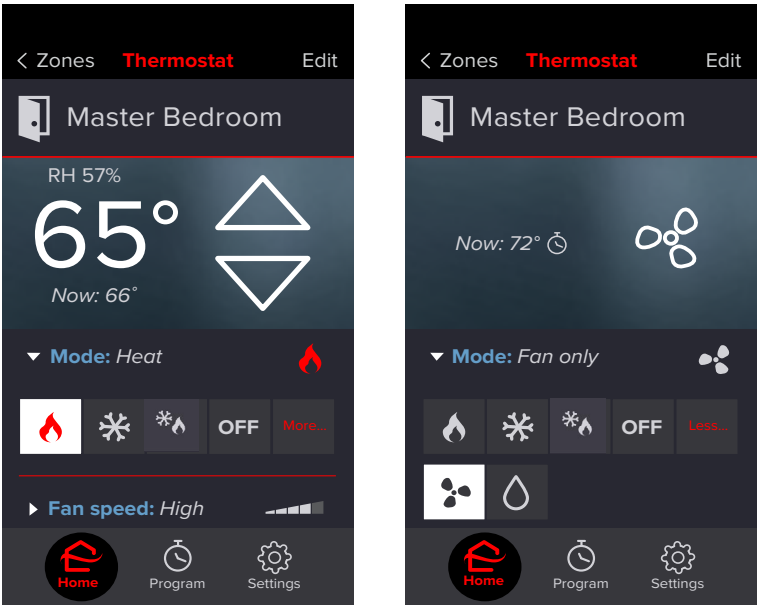 Zones Thermostat Edit
Master Bedroom
RH 57%
65°
Now: 66°
Mode: Heat
OFF More...
Fan speed: High
Home Program Settings
Zones Thermostat Edit
Master Bedroom
Now: 72°
Mode: Fan only
OFF Less...
Home Program Settings